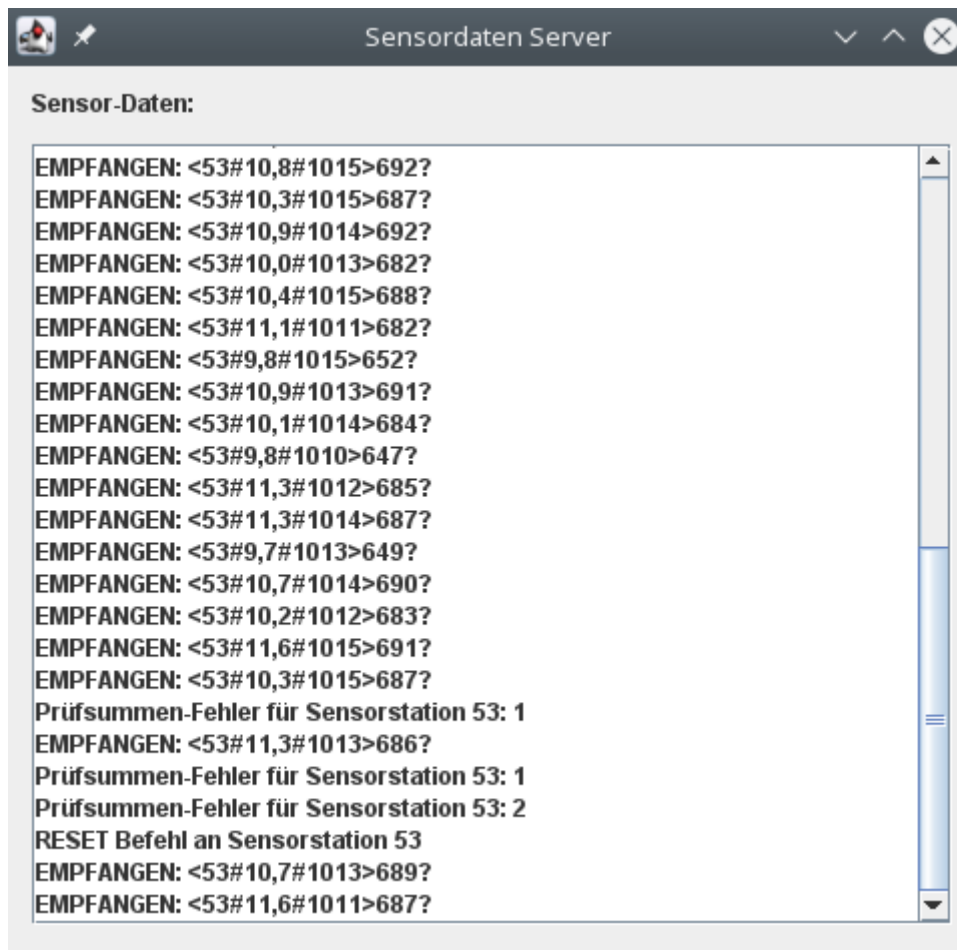 Sensordaten Server
Sensor-Daten:
EMPFANGEN: <53#10,8#1015>692?
EMPFANGEN: <53#10,3#1015>687?
EMPFANGEN: <53#10,9#1014>692?
EMPFANGEN: <53#10,0#1013>682?
EMPFANGEN: <53#10,4#1015>688?
EMPFANGEN: <53#11,1#1011>682?
EMPFANGEN: <53#9,8#1015>652?
EMPFANGEN: <53#10,9#1013>691?
EMPFANGEN: <53#10,1#1014>684?
EMPFANGEN: <53#9,8#1010>647?
EMPFANGEN: <53#11,3#1012>685?
EMPFANGEN: <53#11,3#1014>687?
EMPFANGEN: <53#9,7#1013>649?
EMPFANGEN: <53#10,7#1014>690?
EMPFANGEN: <53#10,2#1012>683?
EMPFANGEN: <53#11,6#1015>691?
EMPFANGEN: <53#10,3#1015>687?
Prüfsummen-Fehler für Sensorstation 53: 1
EMPFANGEN: <53#11,3#1013>686?
Prüfsummen-Fehler für Sensorstation 53: 1
Prüfsummen-Fehler für Sensorstation 53: 2
RESET Befehl an Sensorstation 53
EMPFANGEN: <53#10,7#1013>689?
EMPFANGEN: <53#11,6#1011>687?